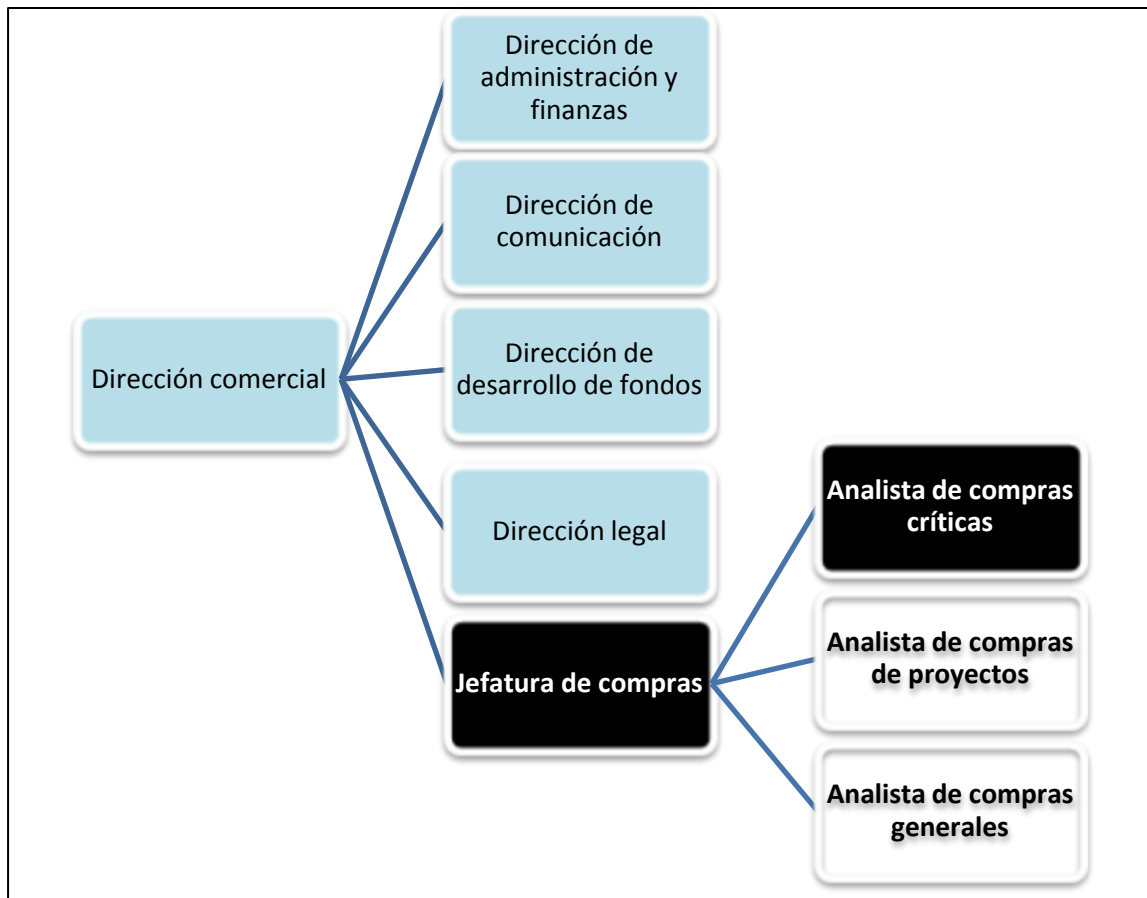 Dirección de
administración y
finanzas
Dirección de
comunicación
Dirección comercial
Dirección de
desarrollo de fondos
Dirección legal
Jefatura de compras
Analista de compras
críticas
Analista de compras
de proyectos
Analista de compras
generales